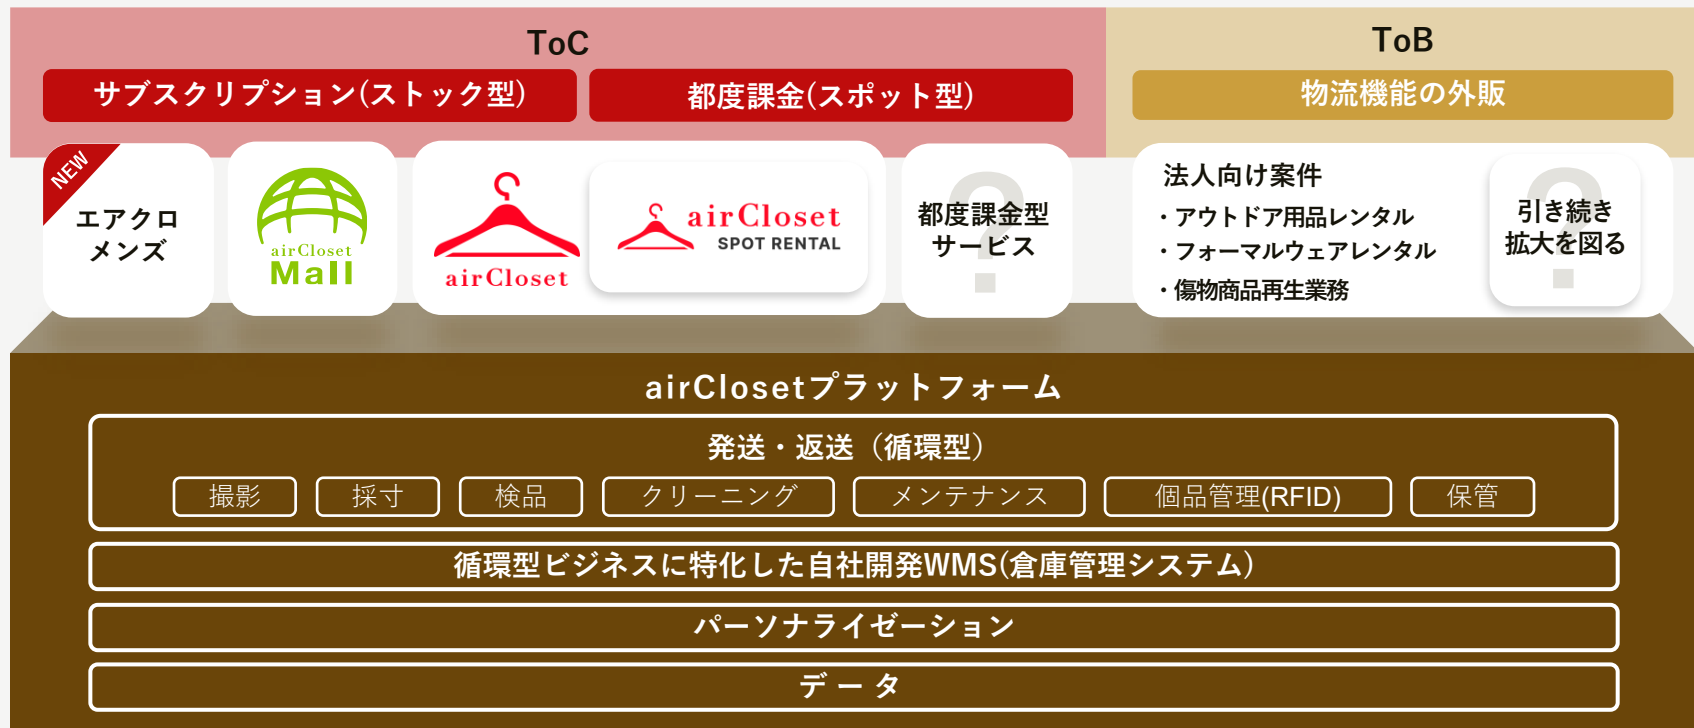 ToC
サブスクリプション(ストック型)
都度課金(スポット型)
ToB
物流機能の外販
NEW
エアクロ
メンズ
airCloset
Mall
airCloset
airCloset
SPOT RENTAL
?
都度課金型
サービス
法人向け案件
・アウトドア用品レンタル
・フォーマルウェアレンタル
・傷物商品再生業務
?
引き続き
拡大を図る
airClosetプラットフォーム
発送・返送（循環型）
撮影
採寸
検品
クリーニング
メンテナンス
個品管理(RFID)
保管
循環型ビジネスに特化した自社開発WMS(倉庫管理システム)
パーソナライゼーション
データ